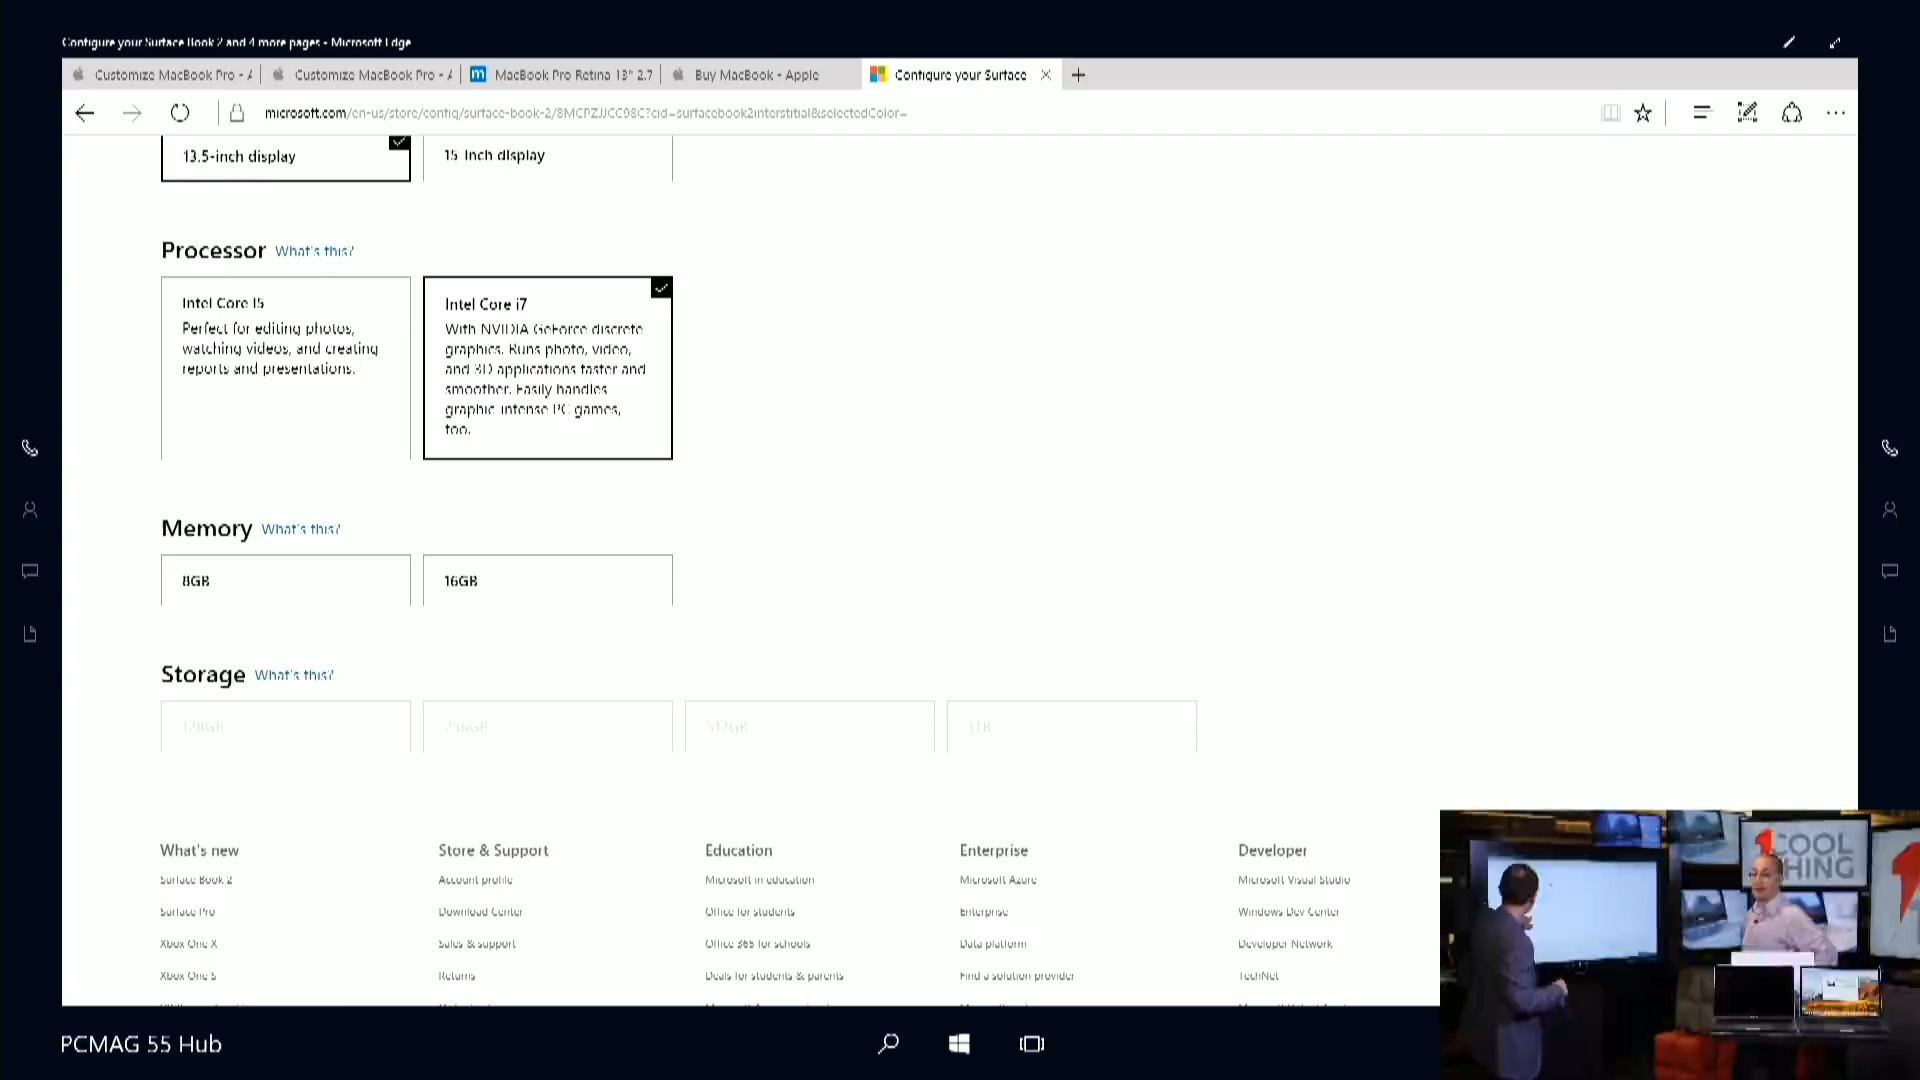 Configure your Surface Book 2 and 4 more pages - Microsoft Edge
Customize MacBook Pro - A
Customize MacBook Pro - A
m MacBook Pro Retina 13" 2.7
Buy MacBook - Apple
Configure your Surface
microsoft.com/en-us/store/config/surface-book-2/8MCPZJJCC98C?cid=surfacebook2interstitial&selectedColor=
13.5-inch display
15-inch display
Processor What's this?
Intel Core i5
Perfect for editing photos,
watching videos, and creating
reports and presentations.
Intel Core i7
With NVIDIA GeForce discrete
graphics. Runs photo, video,
and 3D applications faster and
smoother. Easily handles
graphic-intense PC games,
too.
Memory What's this?
8GB
16GB
Storage What's this?
128GB
256GB
512GB
1TB
What's new
Surface Book 2
Surface Pro
Xbox One X
Xbox One S
Store & Support
Account profile
Download Center
Sales & support
Returns
Education
Microsoft in education
Office for students
Office 365 for schools
Deals for students & parents
Enterprise
Microsoft Azure
Enterprise
Data platform
Find a solution provider
Developer
Microsoft Visual Studio
Windows Dev Center
Developer Network
TechNet
1 COOL
THING
PCMAG 55 Hub